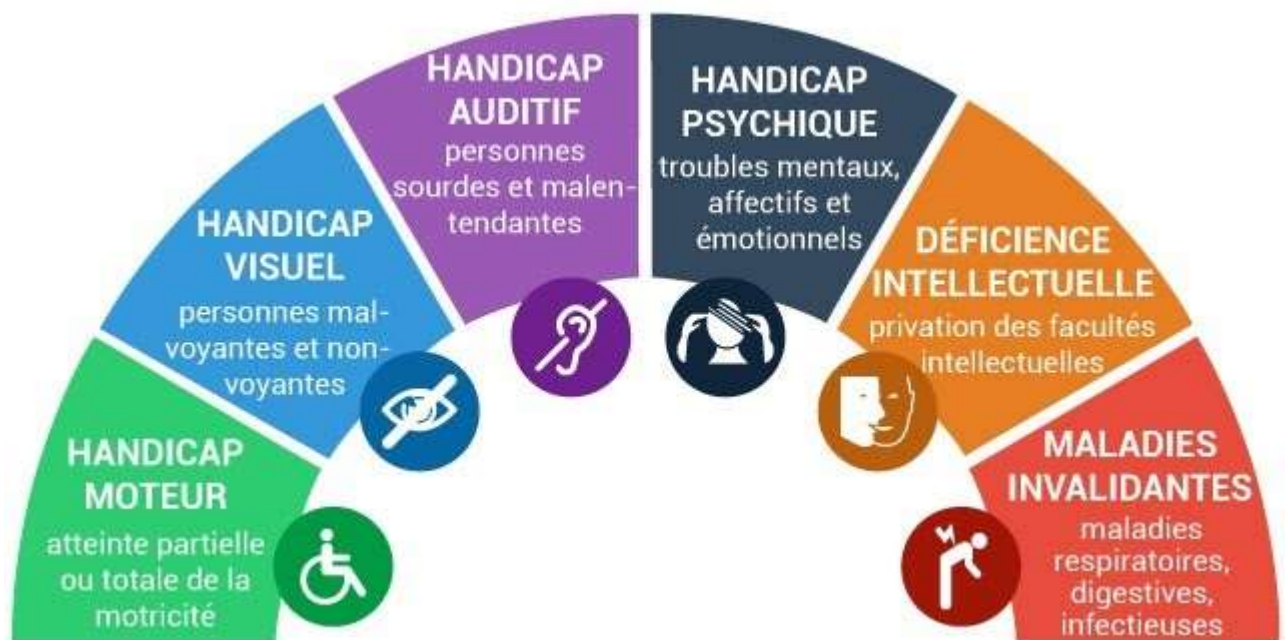 HANDICAP
MOTEUR
atteinte partielle
ou totale de la
motricité
HANDICAP
VISUEL
personnes mal-
voyantes et non-
voyantes
HANDICAP
AUDITIF
personnes
sourdes et malen-
tendantes
HANDICAP
PSYCHIQUE
troubles mentaux,
affectifs et
émotionnels
DÉFICIENCE
INTELLECTUELLE
privation des facultés
intellectuelles
MALADIES
INVALIDANTES
maladies
respiratoires,
digestives,
infectieuses